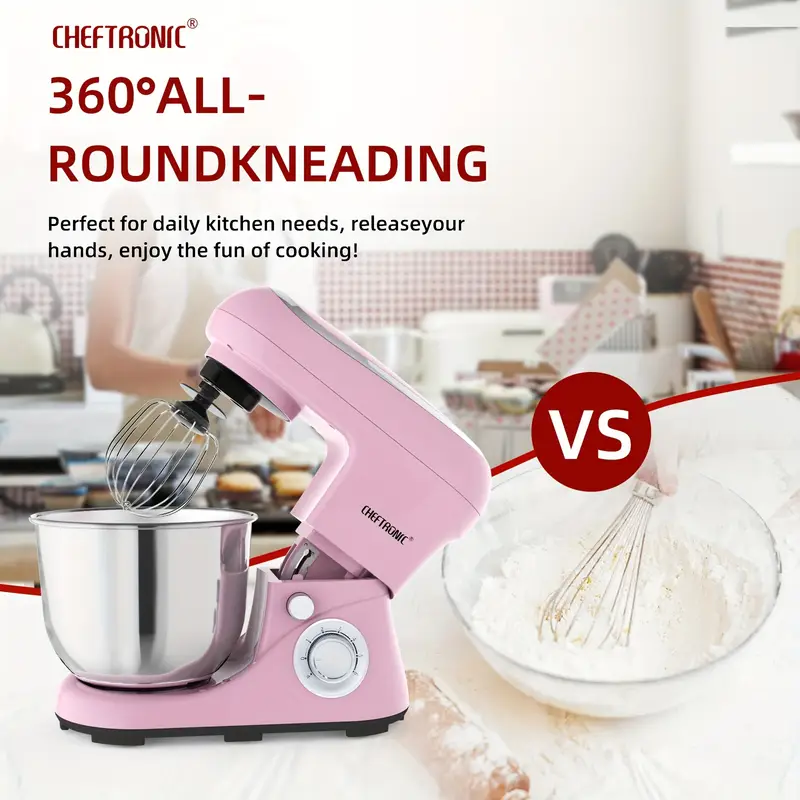 CHEFTRONIC®
360°ALL-
ROUNDKNEADING
Perfect for daily kitchen needs, releaseyour
hands, enjoy the fun of cooking!
VS
CHEFTRONIC®